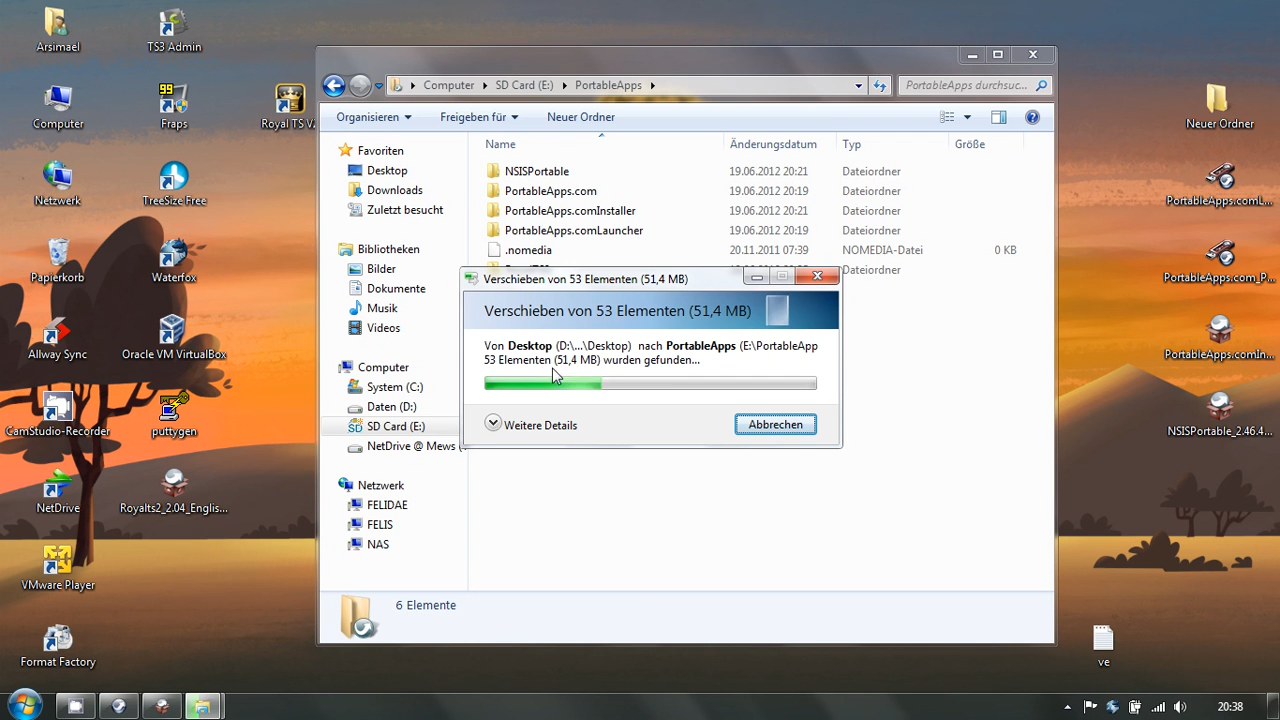 Arsimael
TS3 Admin
Computer
Fraps
99
Royal TS V2
Netzwerk
TreeSize Free
Papierkorb
Waterfox
Allway Sync
Oracle VM VirtualBox
CamStudio-Recorder
puttygen
NetDrive
Royalts2_2.04_Englis...
VMware Player
Format Factory
Computer
SD Card (E:)
PortableApps
PortableApps durchsuc...
Organisieren
Freigeben für
Neuer Ordner
Name
Änderungsdatum
Typ
Größe
Favoriten
Desktop
Downloads
Zuletzt besucht
Bibliotheken
Bilder
Dokumente
Musik
Videos
Computer
System (C:)
Daten (D:)
SD Card (E:)
NetDrive @ Mews (
Netzwerk
FELIDAE
FELIS
NAS
NSISPortable 19.06.2012 20:21 Dateiordner
PortableApps.com 19.06.2012 20:19 Dateiordner
PortableApps.comInstaller 19.06.2012 20:21 Dateiordner
PortableApps.comLauncher 19.06.2012 20:19 Dateiordner
.nomedia 20.11.2011 07:39 NOMEDIA-Datei 0 KB
Dateiordner
Verschieben von 53 Elementen (51,4 MB)
Verschieben von 53 Elementen (51,4 MB)
Von Desktop (D:\...\Desktop) nach PortableApps (E:\PortableApp
53 Elementen (51,4 MB) wurden gefunden...
Weitere Details
Abbrechen
6 Elemente
Neuer Ordner
PortableApps.comL...
PortableApps.com_P...
PortableApps.comIn...
NSISPortable_2.46.4...
ve
20:38